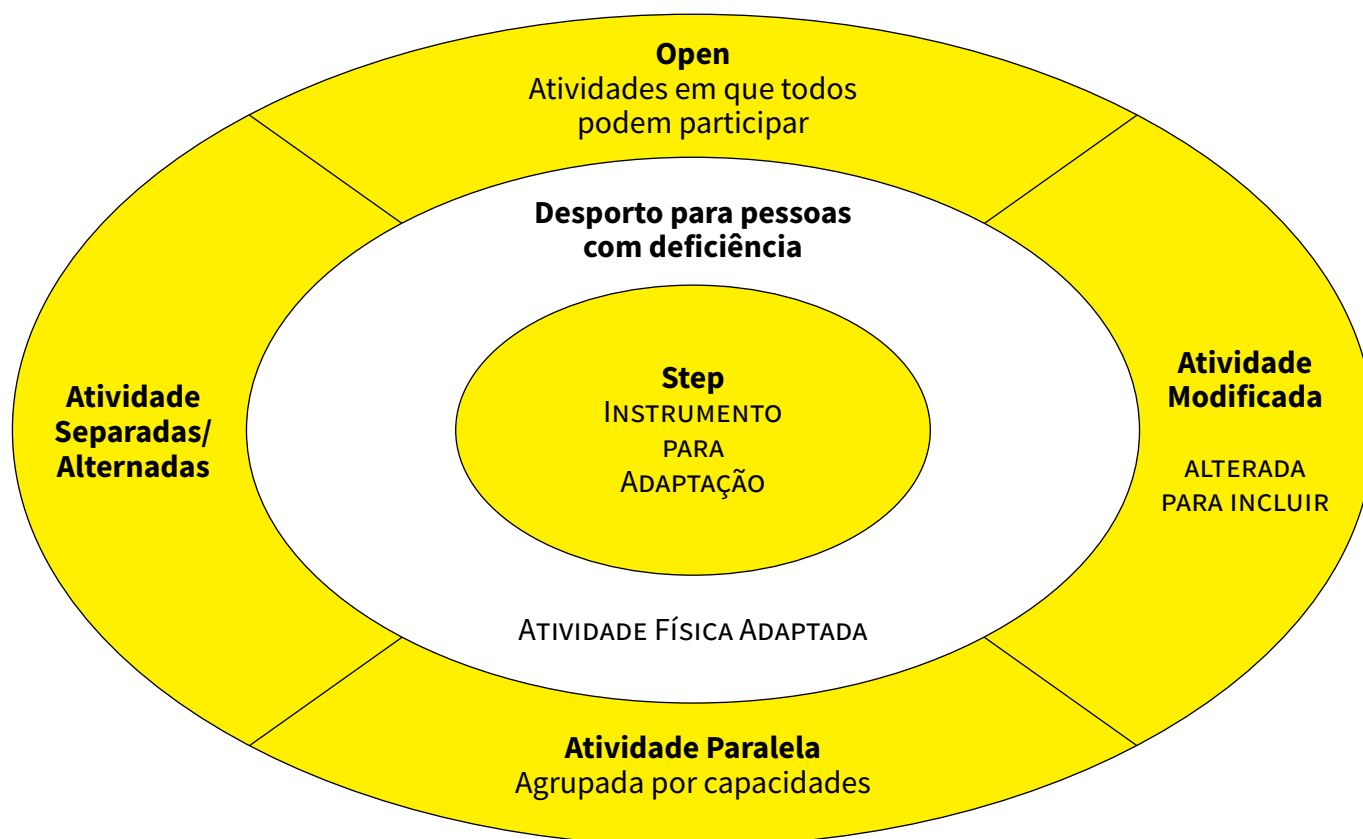 Open
Atividades em que todos
podem participar
Desporto para pessoas
com deficiência
Atividade
Separadas/
Alternadas
Step
Instrumento
para
Adaptação
Atividade
Modificada
alterada
para incluir
Atividade Física Adaptada
Atividade Paralela
Agrupada por capacidades